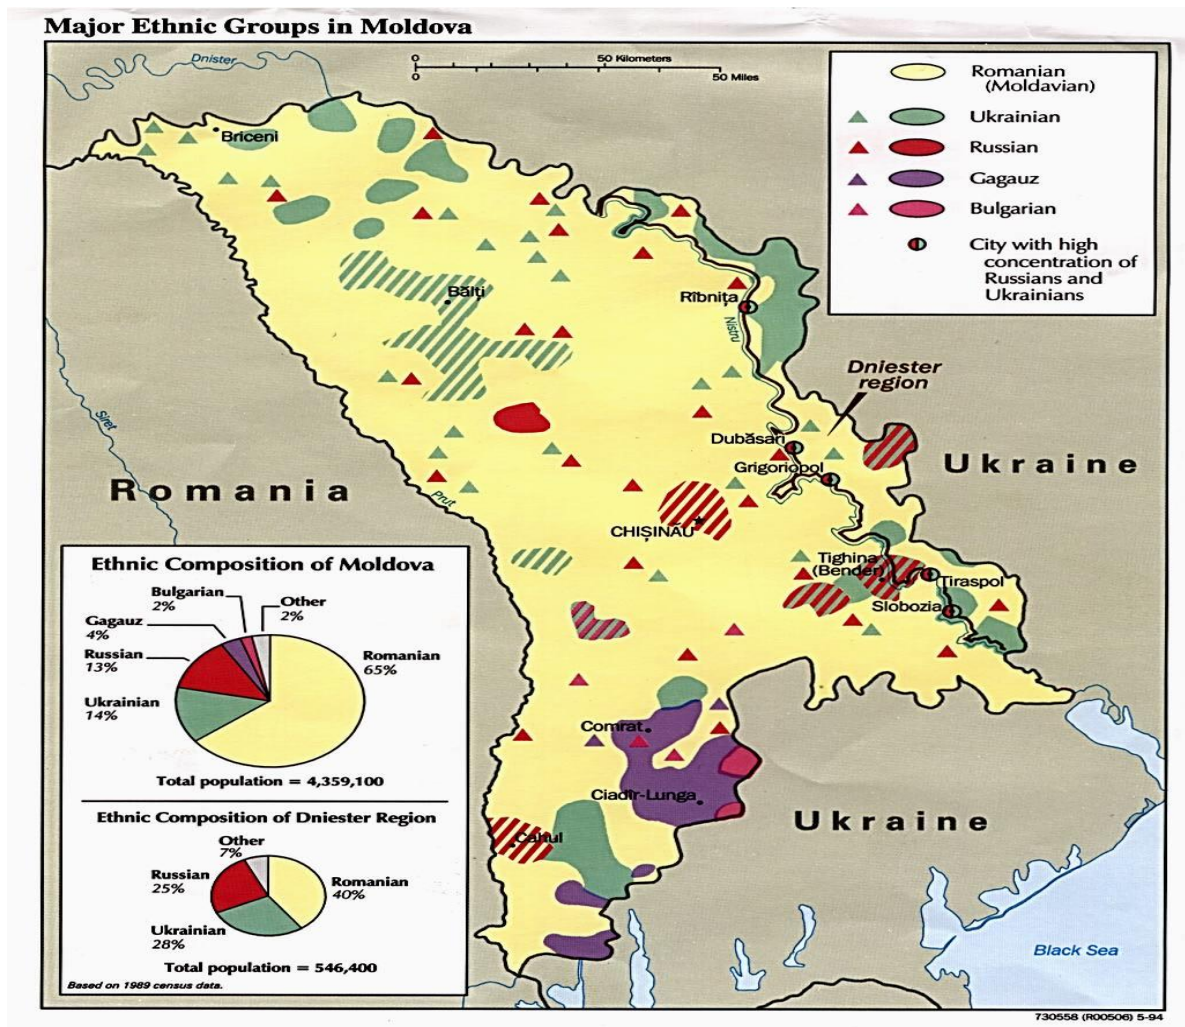 Major Ethnic Groups in Moldova
Dnister
0 50 Kilometers
0 50 Miles
Romanian
(Moldavian)
Ukrainian
Russian
Gagauz
Bulgarian
City with high
concentration of
Russians and
Ukrainians
Briceni
Bălți
Rîbnița
Nistru
Dniester
region
Dubăsari
Grigoriopol
Ukraine
Siret
Romania
Prut
CHIȘINĂU
Tighina
(Bender)
Tiraspol
Slobozia
Comrat
Ciadîr-Lunga
Cahul
Ukraine
Black Sea
Ethnic Composition of Moldova
Bulgarian
2%
Other
2%
Gagauz
4%
Russian
13%
Romanian
65%
Ukrainian
14%
Total population = 4,359,100
Ethnic Composition of Dniester Region
Other
7%
Russian
25%
Romanian
40%
Ukrainian
28%
Total population = 546,400
Based on 1989 census data.
730558 (R00506) 5-94